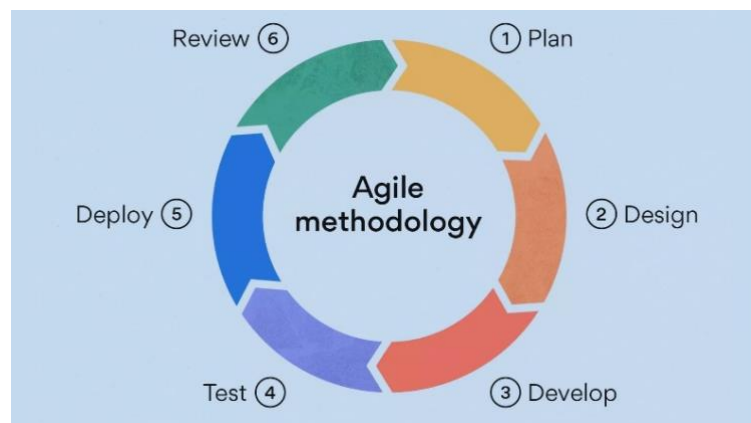 Agile
methodology
1 Plan
2 Design
3 Develop
Test 4
Deploy 5
Review 6